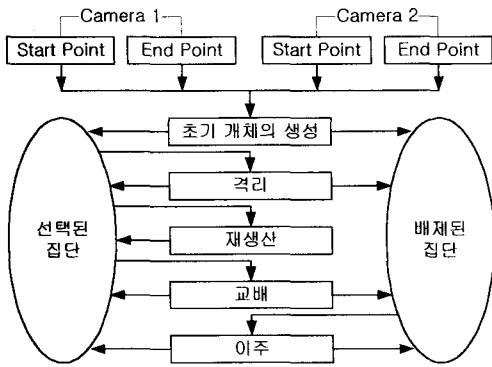 Camera 1 Camera 2
Start Point End Point Start Point End Point
초기 개체의 생성
격리
선택된
집단
재생산
배제된
집단
교배
이주